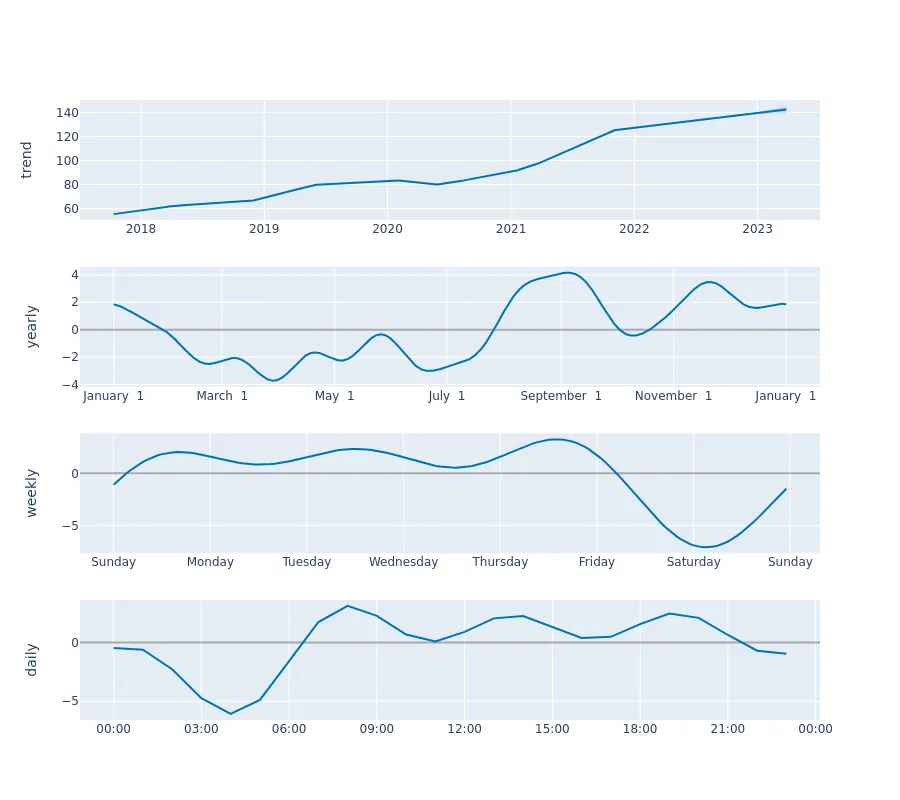 trend
140
120
100
80
60
2018 2019 2020 2021 2022 2023
yearly
4
2
0
−2
−4
January 1 March 1 May 1 July 1 September 1 November 1 January 1
weekly
0
−5
Sunday Monday Tuesday Wednesday Thursday Friday Saturday Sunday
daily
0
−5
00:00 03:00 06:00 09:00 12:00 15:00 18:00 21:00 00:00